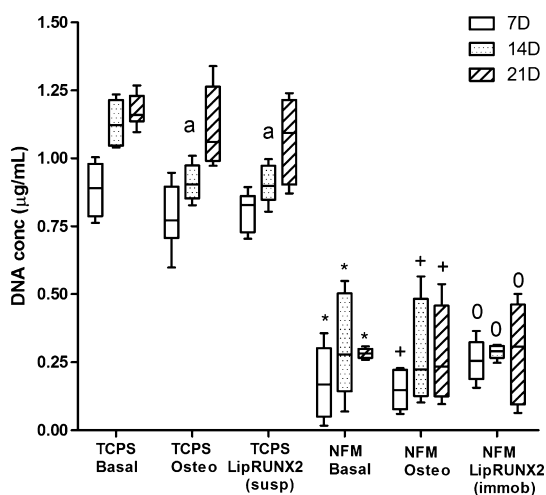 1.50
1.25
1.00
0.75
0.50
0.25
0.00
DNA conc (µg/mL)
7D
14D
21D
a
a
*
*
*
+
+
+
0
0
0
TCPS
Basal
TCPS
Osteo
TCPS
LipRUNX2
(susp)
NFM
Basal
NFM
Osteo
NFM
LipRUNX2
(immob)